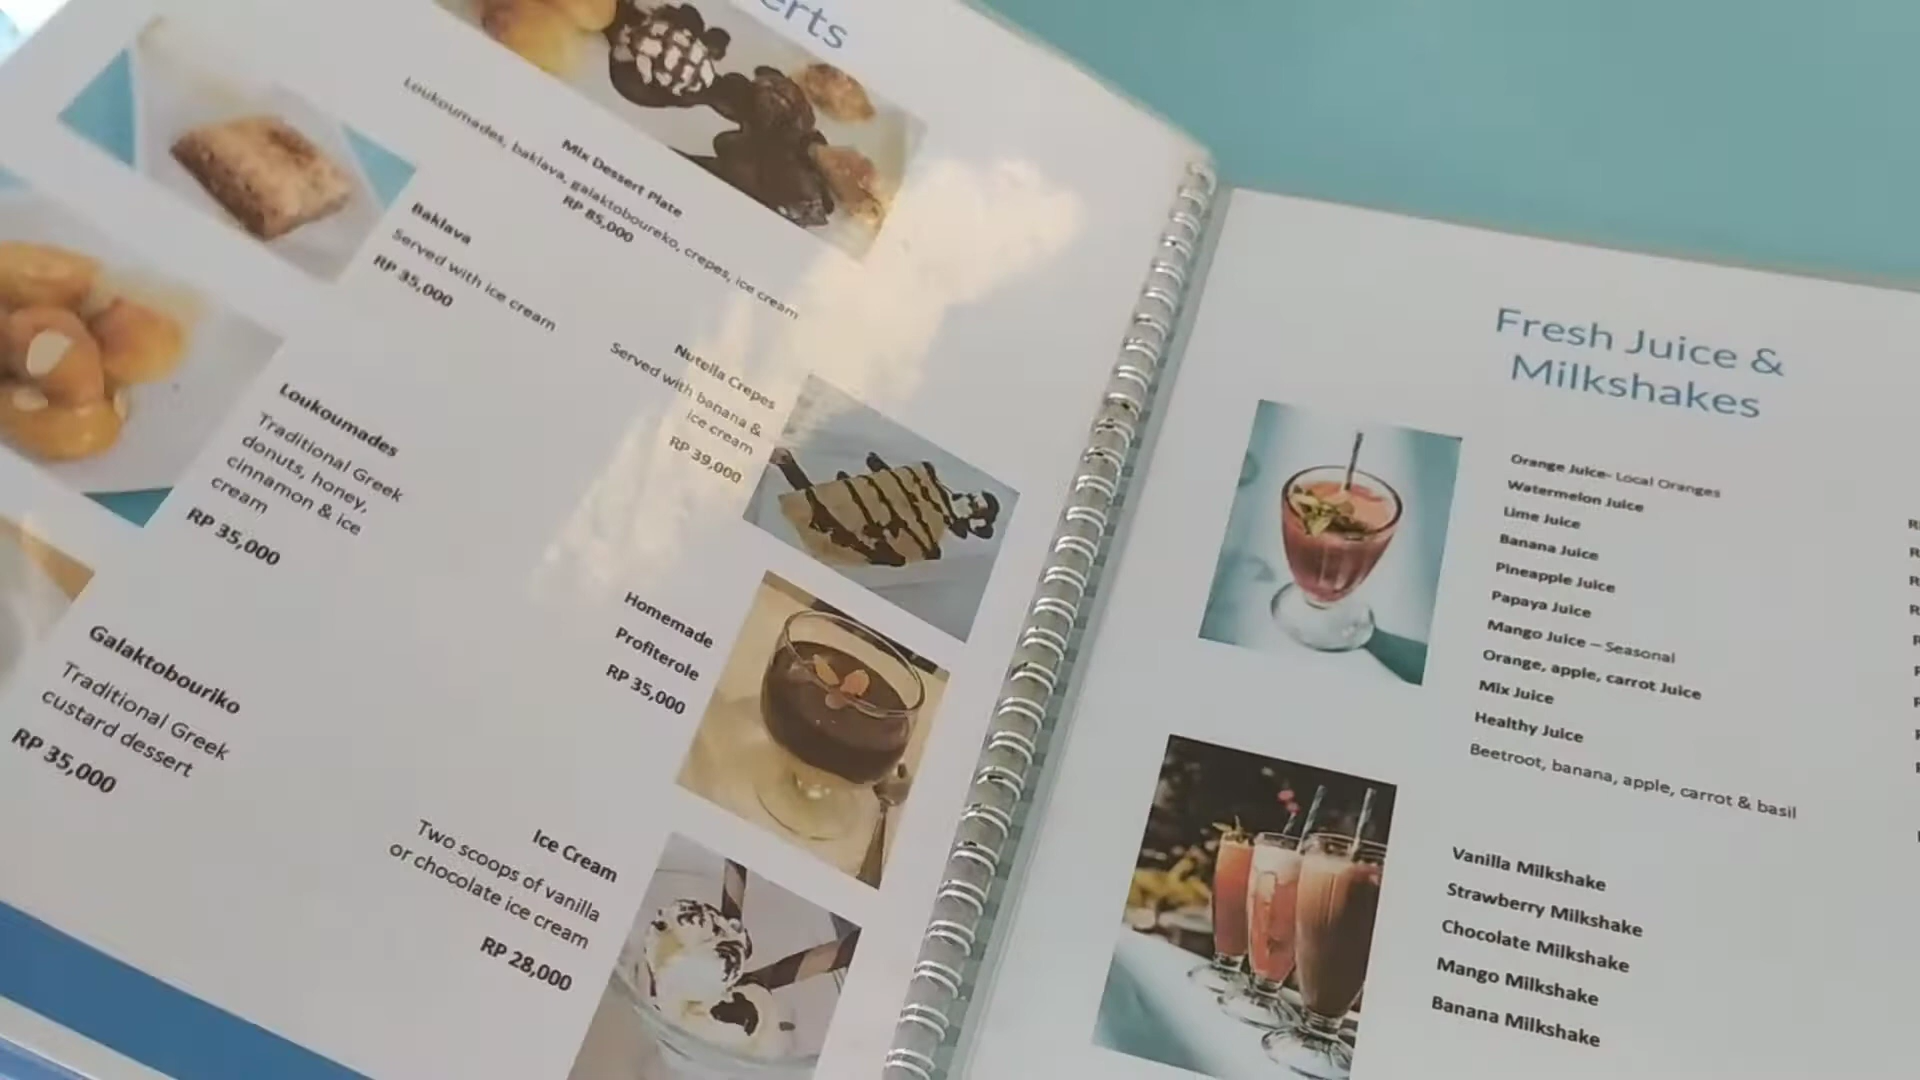 Mix Dessert Plate
Loukoumades, baklava, galaktoboureko, crepes, ice cream
RP 85,000
Baklava
Served with ice cream
RP 35,000
Loukoumades
Traditional Greek
donuts, honey,
cinnamon & ice
cream
RP 35,000
Galaktobouriko
Traditional Greek
custard dessert
RP 35,000
Nutella Crepes
Served with banana &
ice cream
RP 39,000
Homemade
Profiterole
RP 35,000
Ice Cream
Two scoops of vanilla
or chocolate ice cream
RP 28,000
Fresh Juice &
Milkshakes
Orange Juice- Local Oranges
Watermelon Juice
Lime Juice
Banana Juice
Pineapple Juice
Papaya Juice
Mango Juice – Seasonal
Orange, apple, carrot Juice
Mix Juice
Healthy Juice
Beetroot, banana, apple, carrot & basil
Vanilla Milkshake
Strawberry Milkshake
Chocolate Milkshake
Mango Milkshake
Banana Milkshake